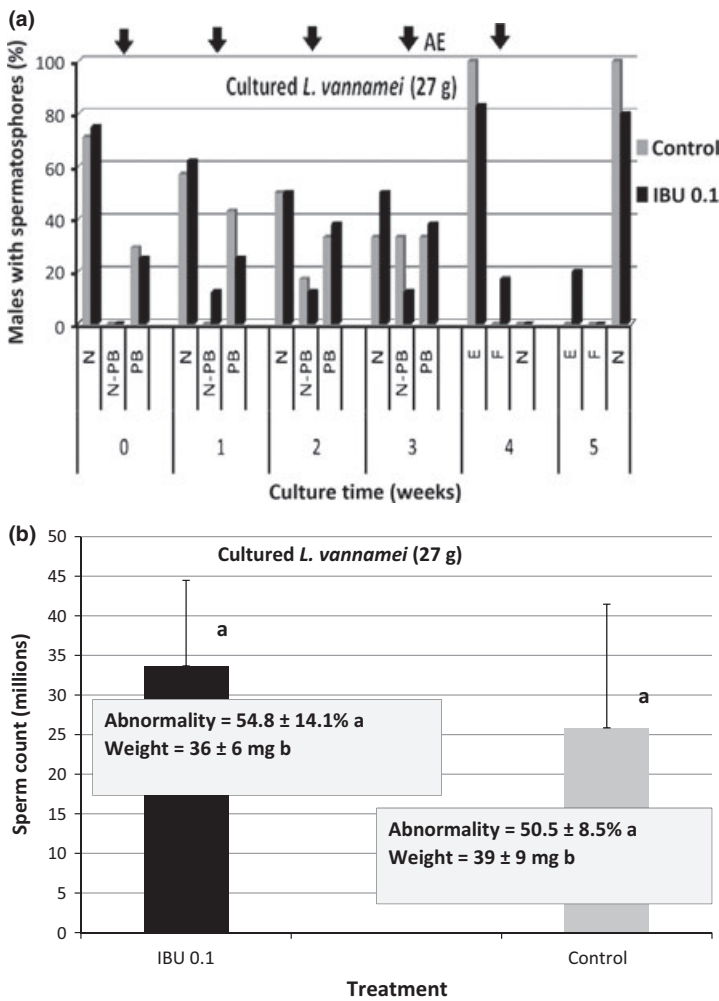 (a)
AE
Cultured L. vannamei (27 g)
Males with spermatosphores (%)
100
80
60
40
20
0
Control
IBU 0.1
N N-PB PB N N-PB PB N N-PB PB N N-PB PB E F N E F N
0 1 2 3 4 5
Culture time (weeks)
(b)
Cultured L. vannamei (27 g)
Sperm count (millions)
50
45
40
35
30
25
20
15
10
5
0
a
a
Abnormality = 54.8 ± 14.1% a
Weight = 36 ± 6 mg b
Abnormality = 50.5 ± 8.5% a
Weight = 39 ± 9 mg b
IBU 0.1 Control
Treatment